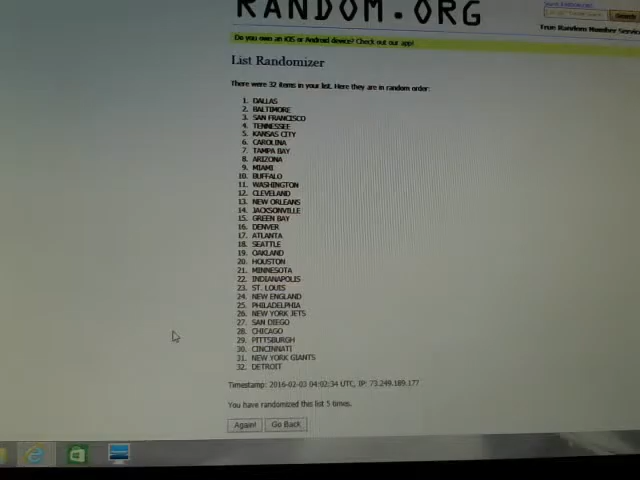 RANDOM.ORG
Do you own an iOS or Android device? Check out our app!
True Random Number Service
List Randomizer
There were 32 items in your list. Here they are in random order:
1. DALLAS
2. BALTIMORE
3. SAN FRANCISCO
4. TENNESSEE
5. KANSAS CITY
6. CAROLINA
7. TAMPA BAY
8. ARIZONA
9. MIAMI
10. BUFFALO
11. WASHINGTON
12. CLEVELAND
13. NEW ORLEANS
14. JACKSONVILLE
15. GREEN BAY
16. DENVER
17. ATLANTA
18. SEATTLE
19. OAKLAND
20. HOUSTON
21. MINNESOTA
22. INDIANAPOLIS
23. ST. LOUIS
24. NEW ENGLAND
25. PHILADELPHIA
26. NEW YORK JETS
27. SAN DIEGO
28. CHICAGO
29. PITTSBURGH
30. CINCINNATI
31. NEW YORK GIANTS
32. DETROIT
Timestamp: 2016-02-03 04:02:34 UTC, IP: 73.249.189.177
You have randomized this list 5 times.
Again! Go Back